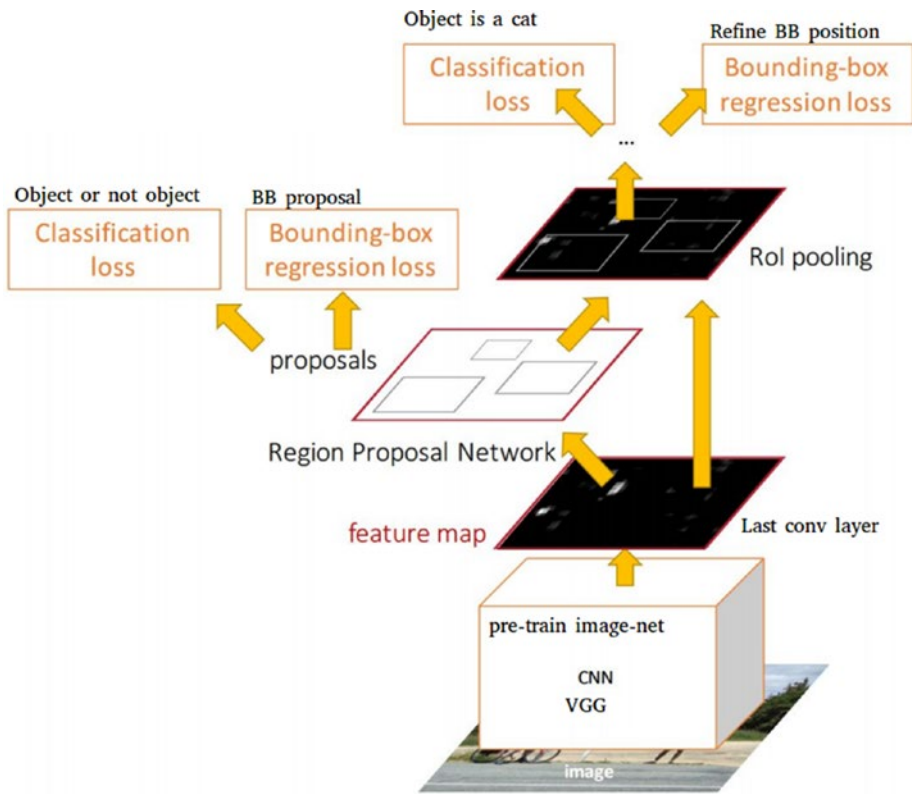 Object is a cat
Classification
loss
Refine BB position
Bounding-box
regression loss
...
Object or not object
Classification
loss
BB proposal
Bounding-box
regression loss
RoI pooling
proposals
Region Proposal Network
feature map
Last conv layer
pre-train image-net
CNN
VGG
image